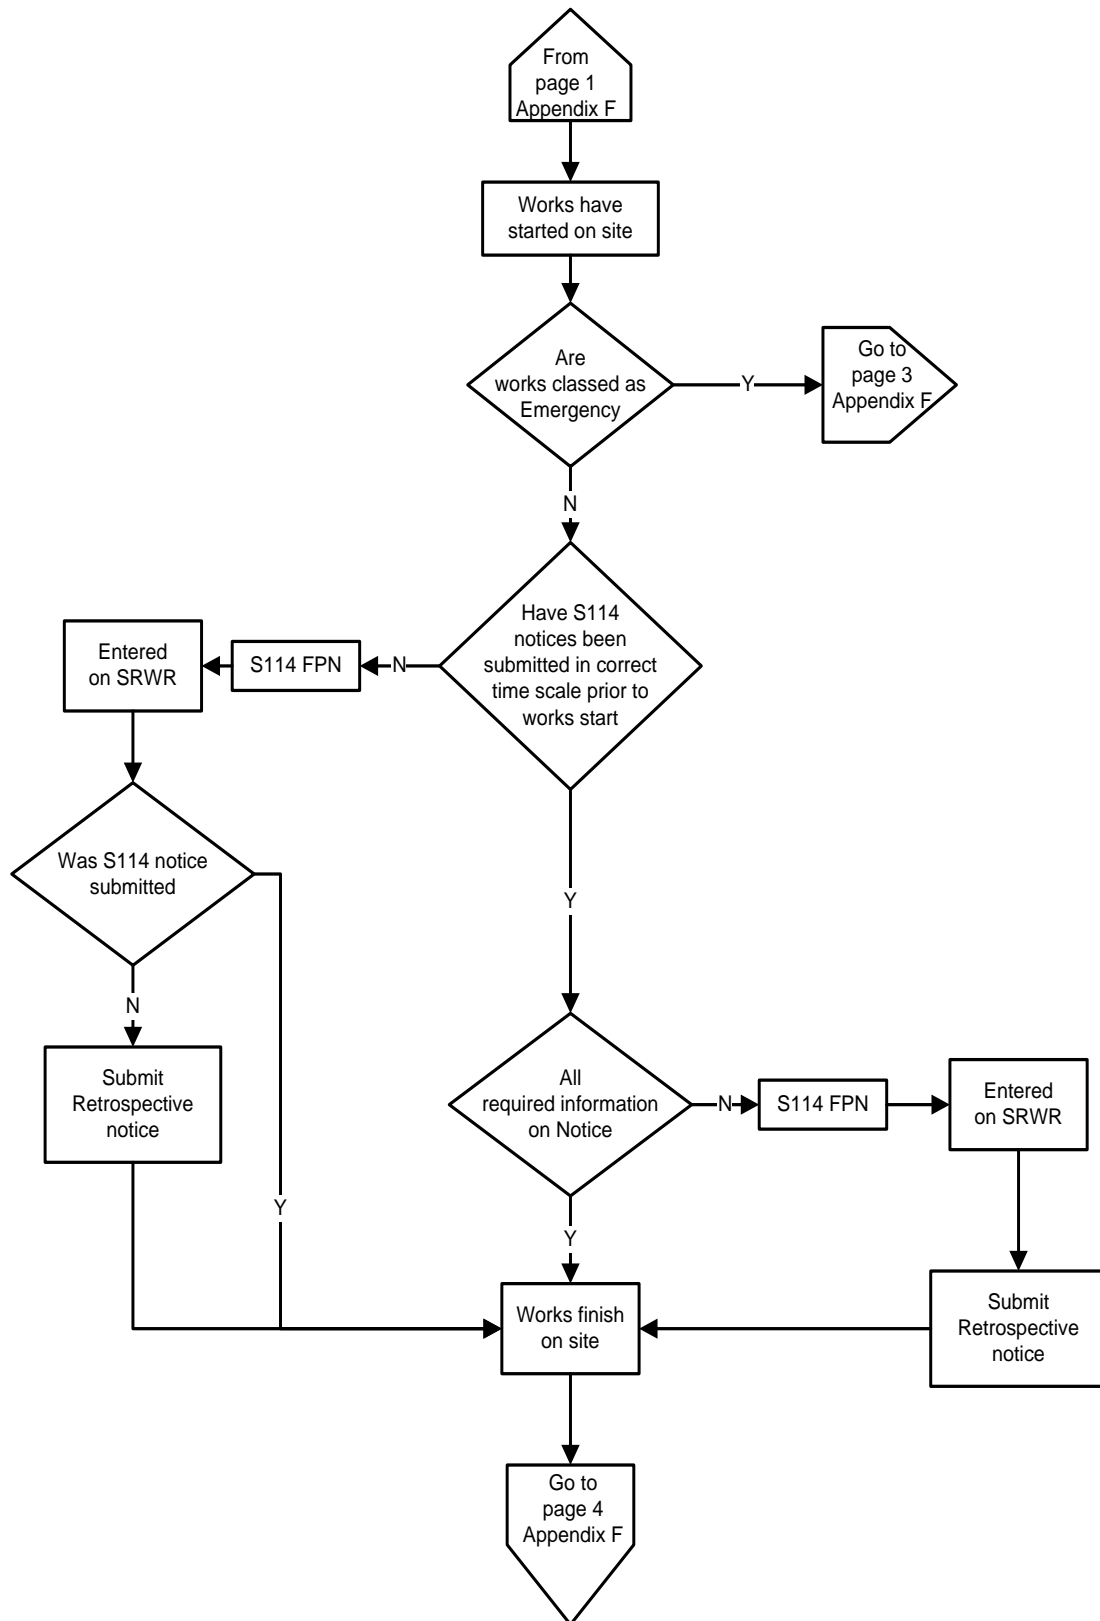 From
page 1
Appendix F
Works have
started on site
Are
works classed as
Emergency
Y
Go to
page 3
Appendix F
N
Have S114
notices been
submitted in correct
time scale prior to
works start
N
S114 FPN
Entered
on SRWR
Was S114 notice
submitted
Y
N
Submit
Retrospective
notice
Y
All
required information
on Notice
N
S114 FPN
Entered
on SRWR
Y
Works finish
on site
Submit
Retrospective
notice
Go to
page 4
Appendix F